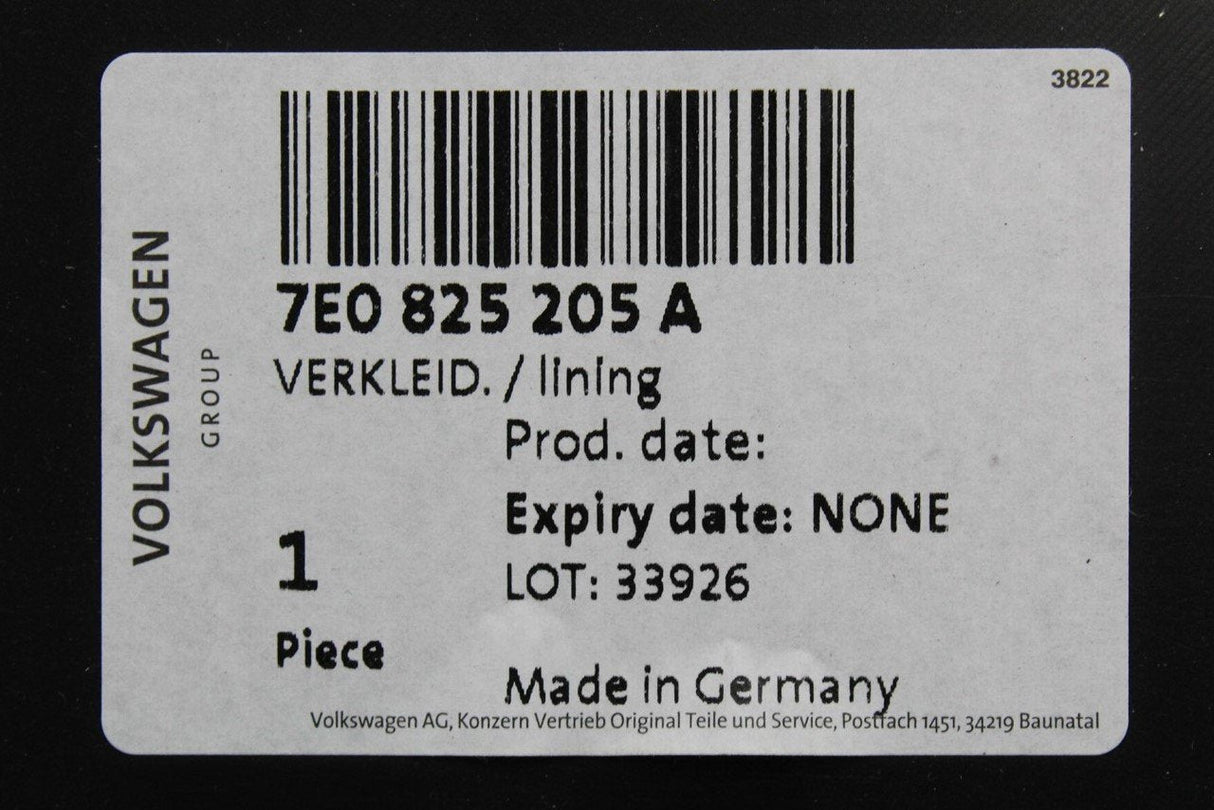 3822
VOLKSWAGEN
GROUP
7E0 825 205 A
VERKLEID. / lining
Prod. date:
Expiry date: NONE
1
LOT: 33926
Piece
Made in Germany
Volkswagen AG, Konzern Vertrieb Original Teile und Service, Postfach 1451, 34219 Baunatal